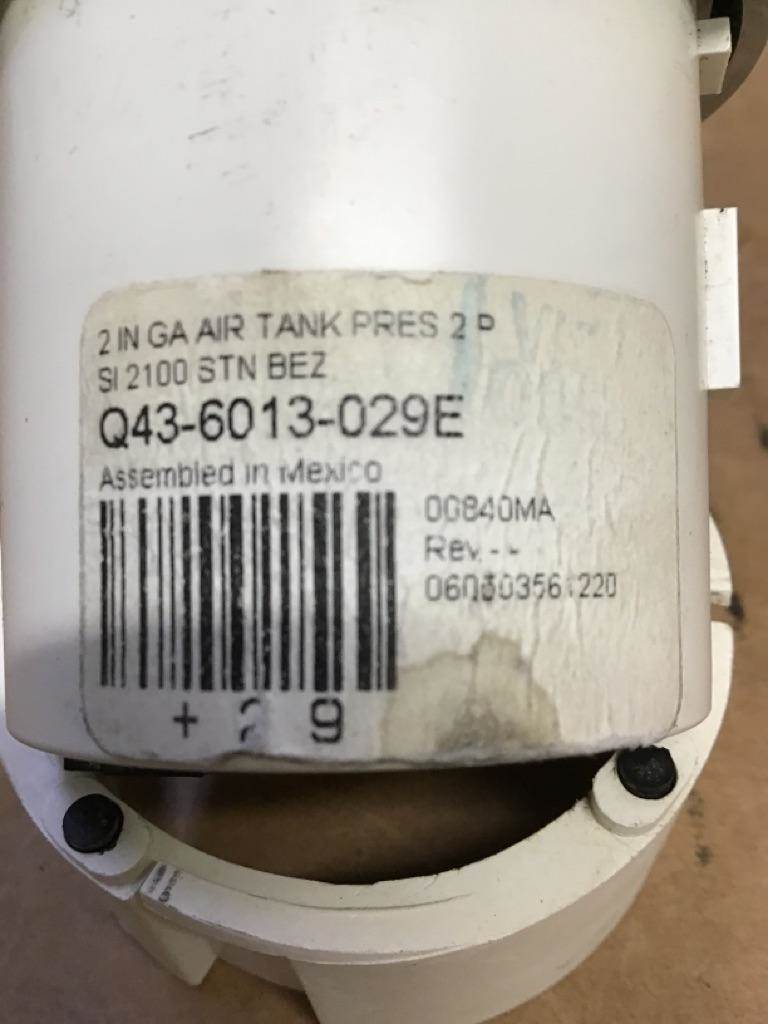 2 IN GA AIR TANK PRES 2 P
SI 2100 STN BEZ
Q43-6013-029E
Assembled in Mexico
00840MA
Rev. - -
+ 2 9